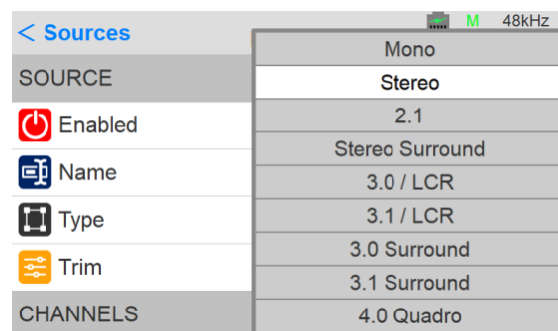 < Sources
M 48kHz
SOURCE
Enabled
Name
Type
Trim
CHANNELS
Mono
Stereo
2.1
Stereo Surround
3.0 / LCR
3.1 / LCR
3.0 Surround
3.1 Surround
4.0 Quadro